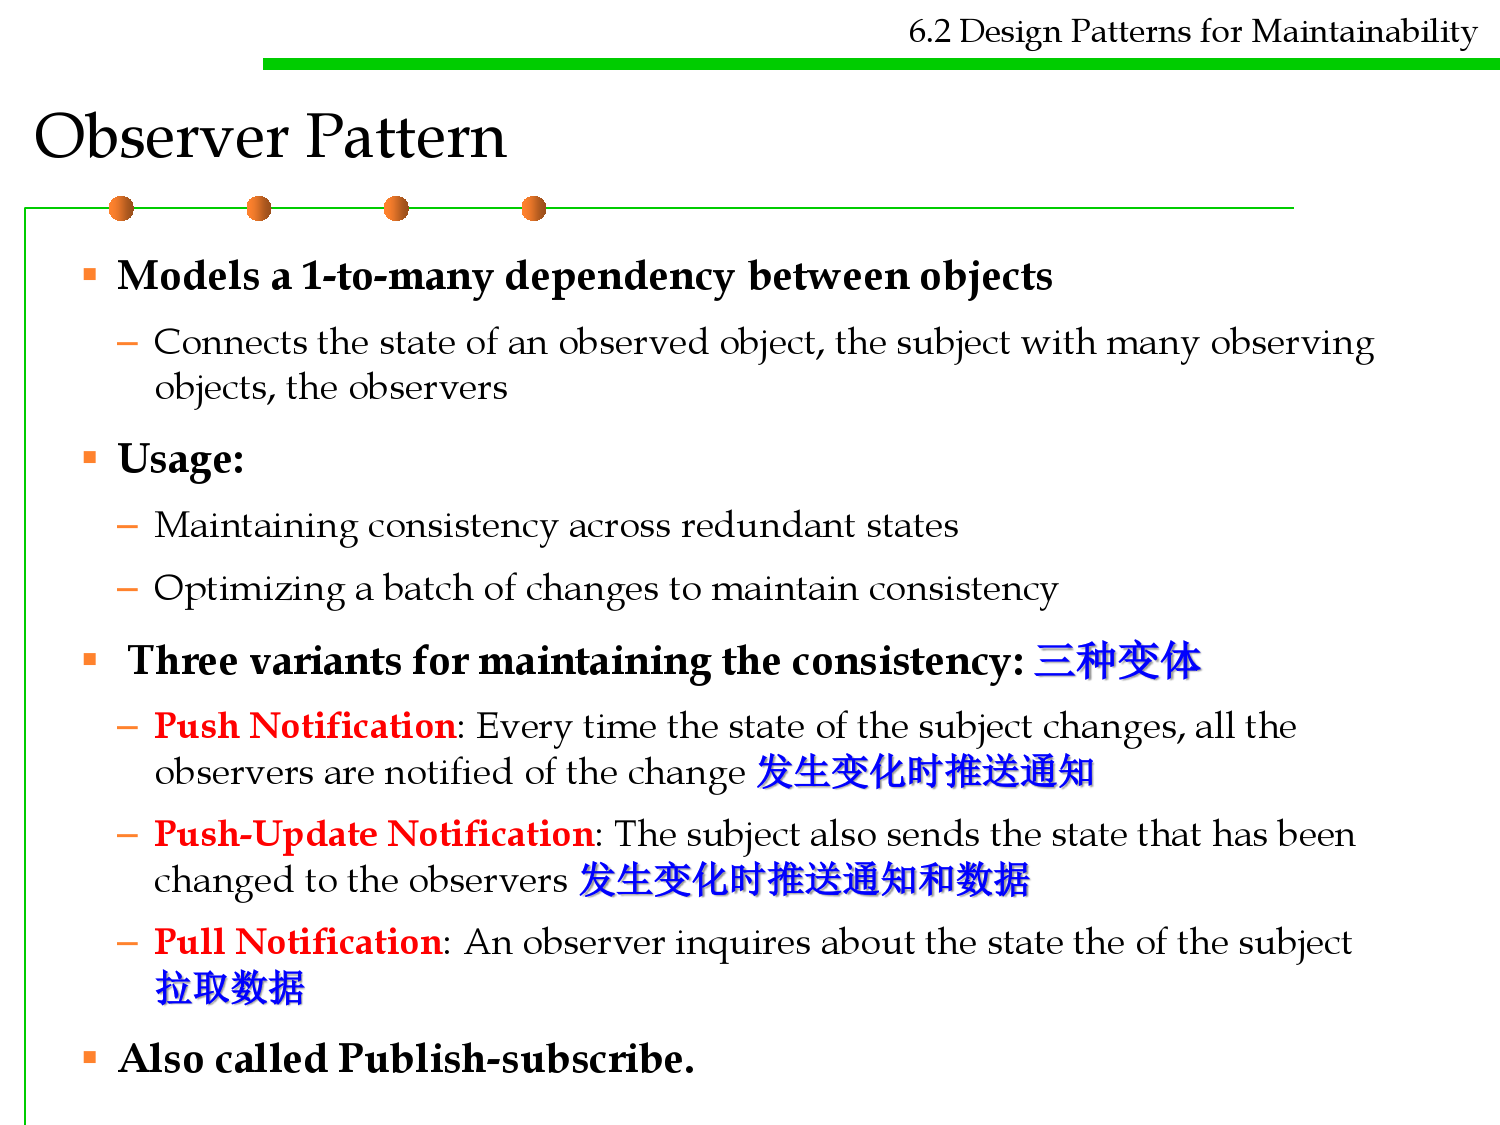 6.2 Design Patterns for Maintainability
Observer Pattern
▪ Models a 1-to-many dependency between objects
– Connects the state of an observed object, the subject with many observing
objects, the observers
▪ Usage:
– Maintaining consistency across redundant states
– Optimizing a batch of changes to maintain consistency
▪ Three variants for maintaining the consistency: 三种变体
– Push Notification: Every time the state of the subject changes, all the
observers are notified of the change 发生变化时推送通知
– Push-Update Notification: The subject also sends the state that has been
changed to the observers 发生变化时推送通知和数据
– Pull Notification: An observer inquires about the state the of the subject
拉取数据
▪ Also called Publish-subscribe.